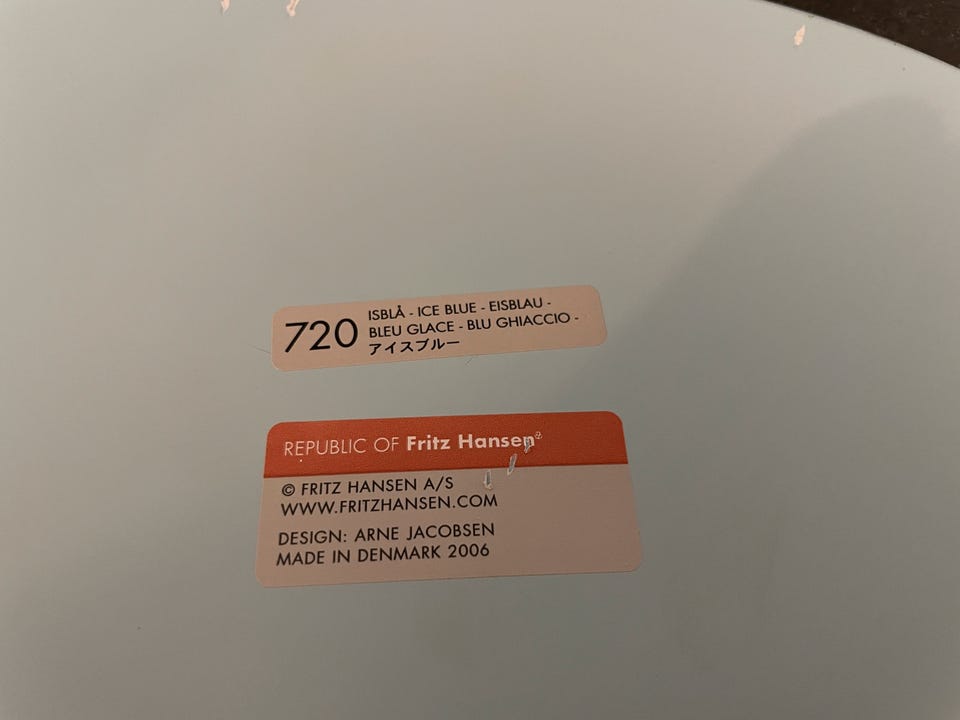 720
ISBLÅ - ICE BLUE - EISBLAU -
BLEU GLACE - BLU GHIACCIO -
アイスブルー
REPUBLIC OF Fritz Hansen®
© FRITZ HANSEN A/S
WWW.FRITZHANSEN.COM
DESIGN: ARNE JACOBSEN
MADE IN DENMARK 2006